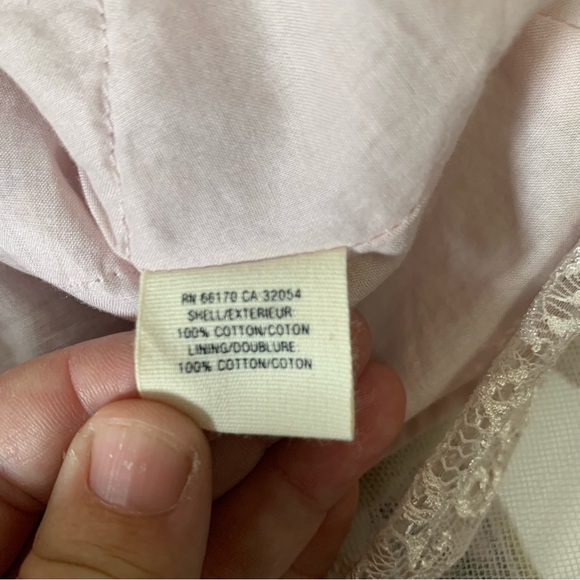 RN 66170 CA 32054
SHELL/EXTERIEUR
100% COTTON/COTON
LINING/DOUBLURE
100% COTTON/COTON